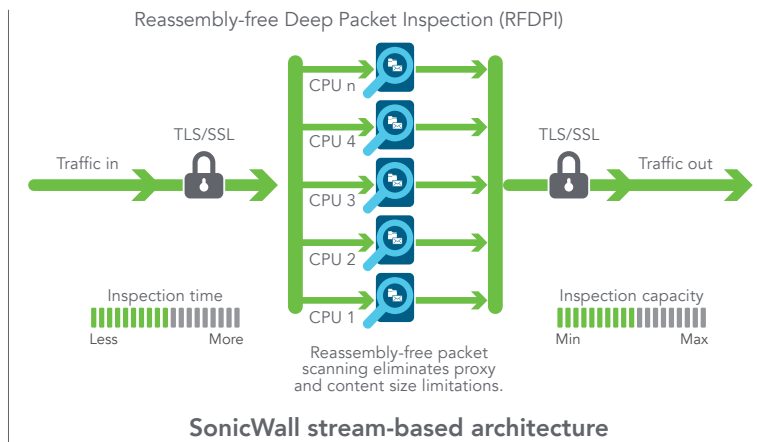 Reassembly-free Deep Packet Inspection (RFDPI)
CPU n
TLS/SSL
CPU 4
TLS/SSL
Traffic in
Traffic out
CPU 3
CPU 2
Inspection time
Less
More
CPU 1
Inspection capacity
Min
Max
Reassembly-free packet
scanning eliminates proxy
and content size limitations.
SonicWall stream-based architecture